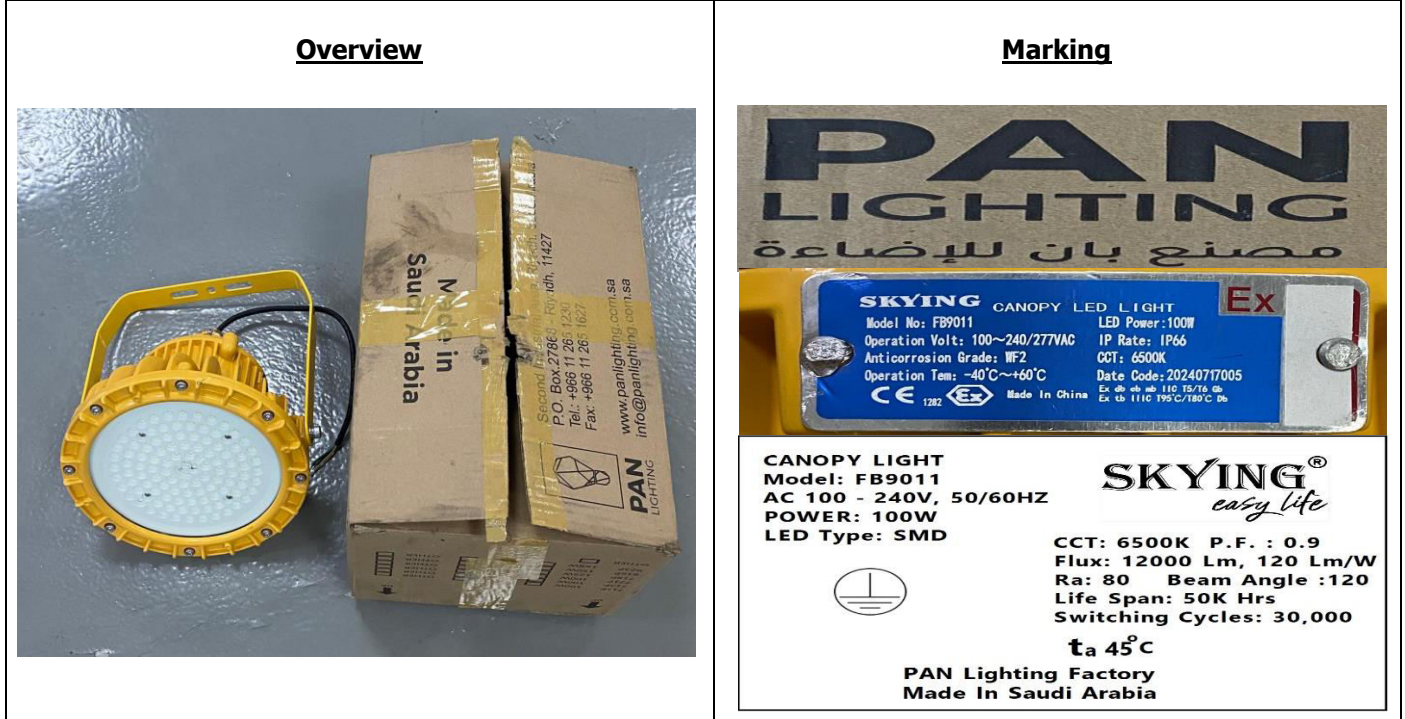 Overview
Made in
Saudi Arabia
P.O. Box.27868 - Riyadh, 11427
Tel.: +966 11 265 1230
Fax: +966 11 265 1627
www.panlighting.com.sa
info@panlighting.com.sa
PAN
LIGHTING
Marking
PAN
LIGHTING
مصنع بان للإضاءة
SKYING CANOPY LED LIGHT Ex
Model No: FB9011 LED Power:100W
Operation Volt: 100~240/277VAC IP Rate: IP66
Anticorrosion Grade: WF2 CCT: 6500K
Operation Tem: -40°C~+60°C Date Code: 20240717005
CE 1282 Ex Made In China Ex db eb mb IIC T5/T6 Gb
Ex tb IIIC T95°C/T80°C Db
CANOPY LIGHT
Model: FB9011
AC 100 - 240V, 50/60HZ
POWER: 100W
LED Type: SMD
SKYING®
easy life
CCT: 6500K P.F. : 0.9
Flux: 12000 Lm, 120 Lm/W
Ra: 80 Beam Angle :120
Life Span: 50K Hrs
Switching Cycles: 30,000
ta 45°C
PAN Lighting Factory
Made In Saudi Arabia